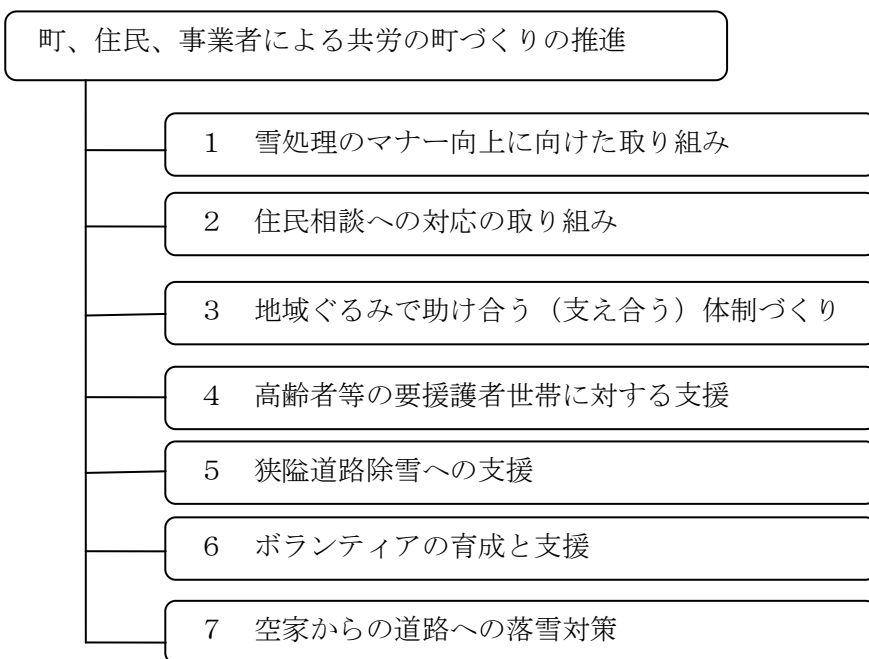 町、住民、事業者による共労の町づくりの推進
1 雪処理のマナー向上に向けた取り組み
2 住民相談への対応の取り組み
3 地域ぐるみで助け合う（支え合う）体制づくり
4 高齢者等の要援護者世帯に対する支援
5 狭隘道路除雪への支援
6 ボランティアの育成と支援
7 空家からの道路への落雪対策